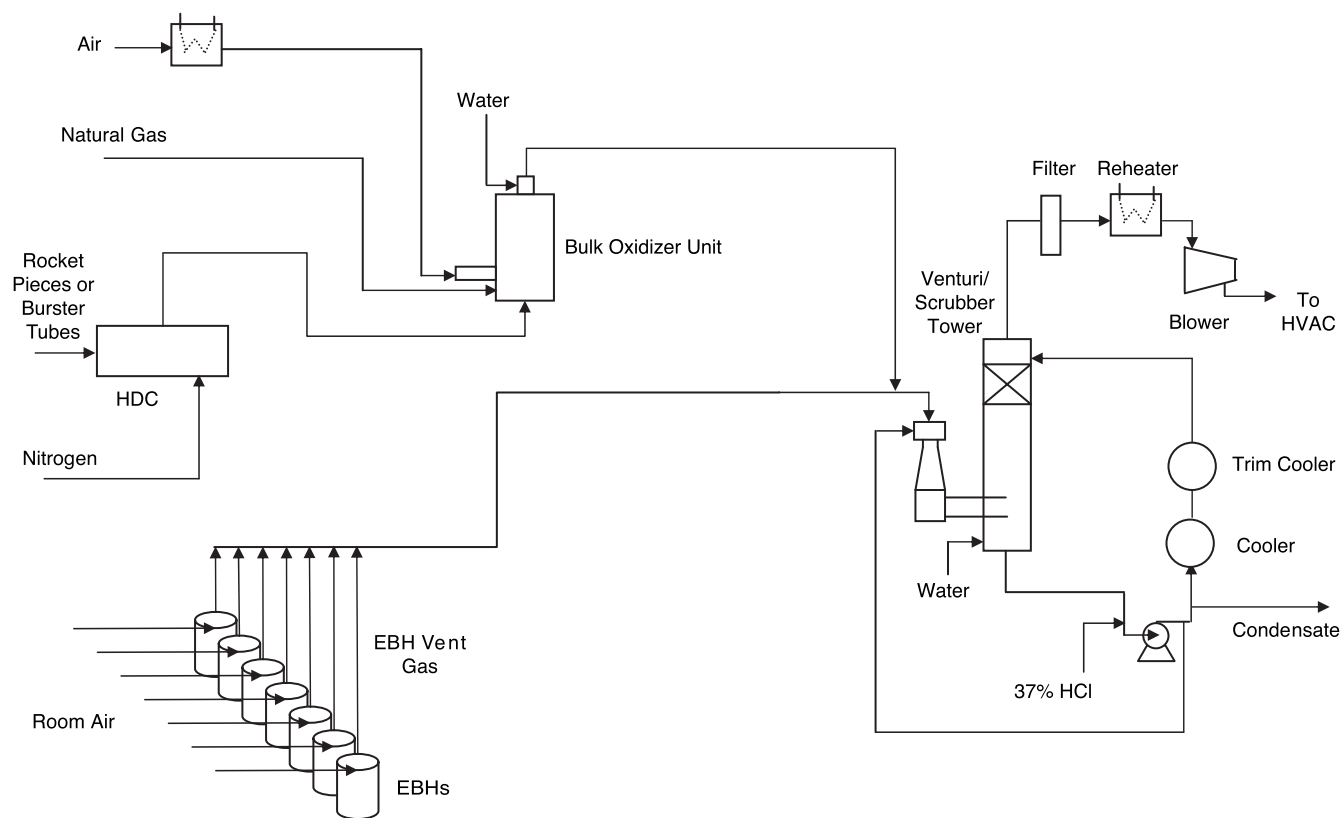 Air
Water
Natural Gas
Filter
Reheater
Bulk Oxidizer Unit
Rocket
Pieces or
Burster
Tubes
Venturi/
Scrubber
Tower
To
HVAC
Blower
HDC
Nitrogen
Trim Cooler
Cooler
Water
Condensate
EBH Vent
Gas
37% HCl
Room Air
EBHs